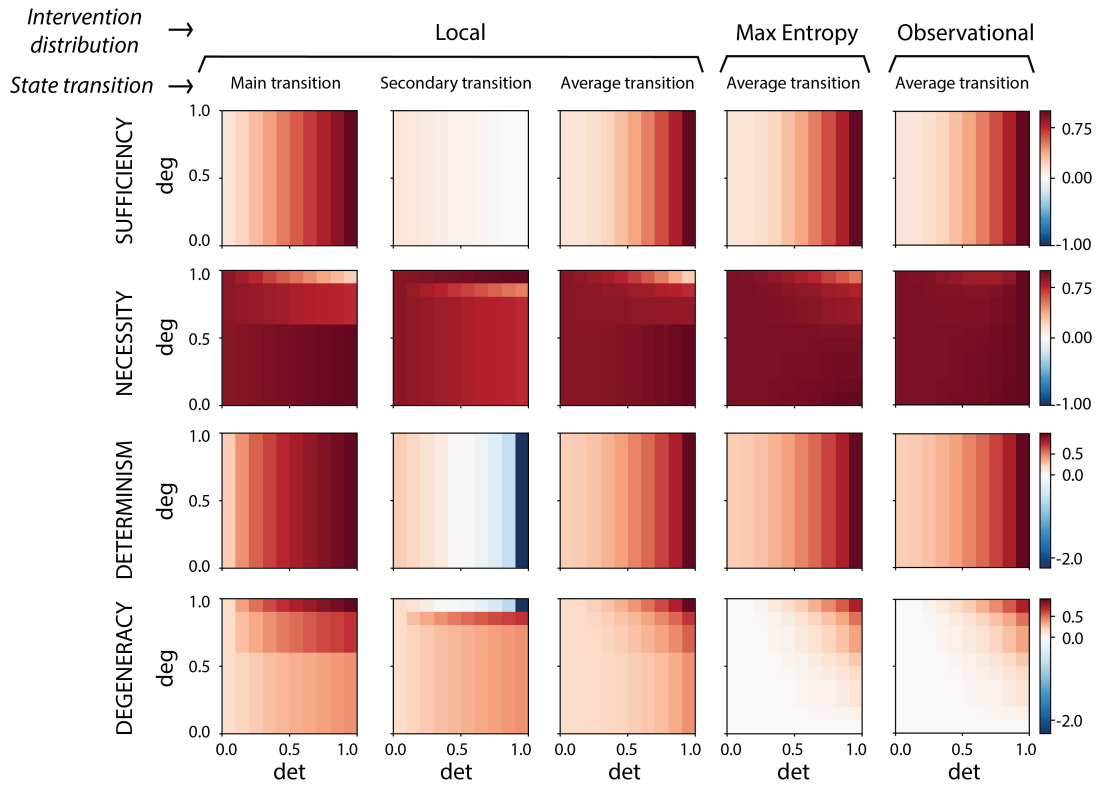 Intervention distribution → Local Max Entropy Observational
State transition → Main transition Secondary transition Average transition Average transition Average transition
SUFFICIENCY
deg
1.0
0.5
0.0
0.0 0.5 1.0
det
0.75
0.00
-1.00
NECESSITY
deg
1.0
0.5
0.0
0.75
0.00
-1.00
DETERMINISM
deg
1.0
0.5
0.0
0.5
0.0
-2.0
DEGENERACY
deg
1.0
0.5
0.0
0.5
0.0
-2.0
0.0 0.5 1.0 0.0 0.5 1.0 0.0 0.5 1.0 0.0 0.5 1.0
det det det det